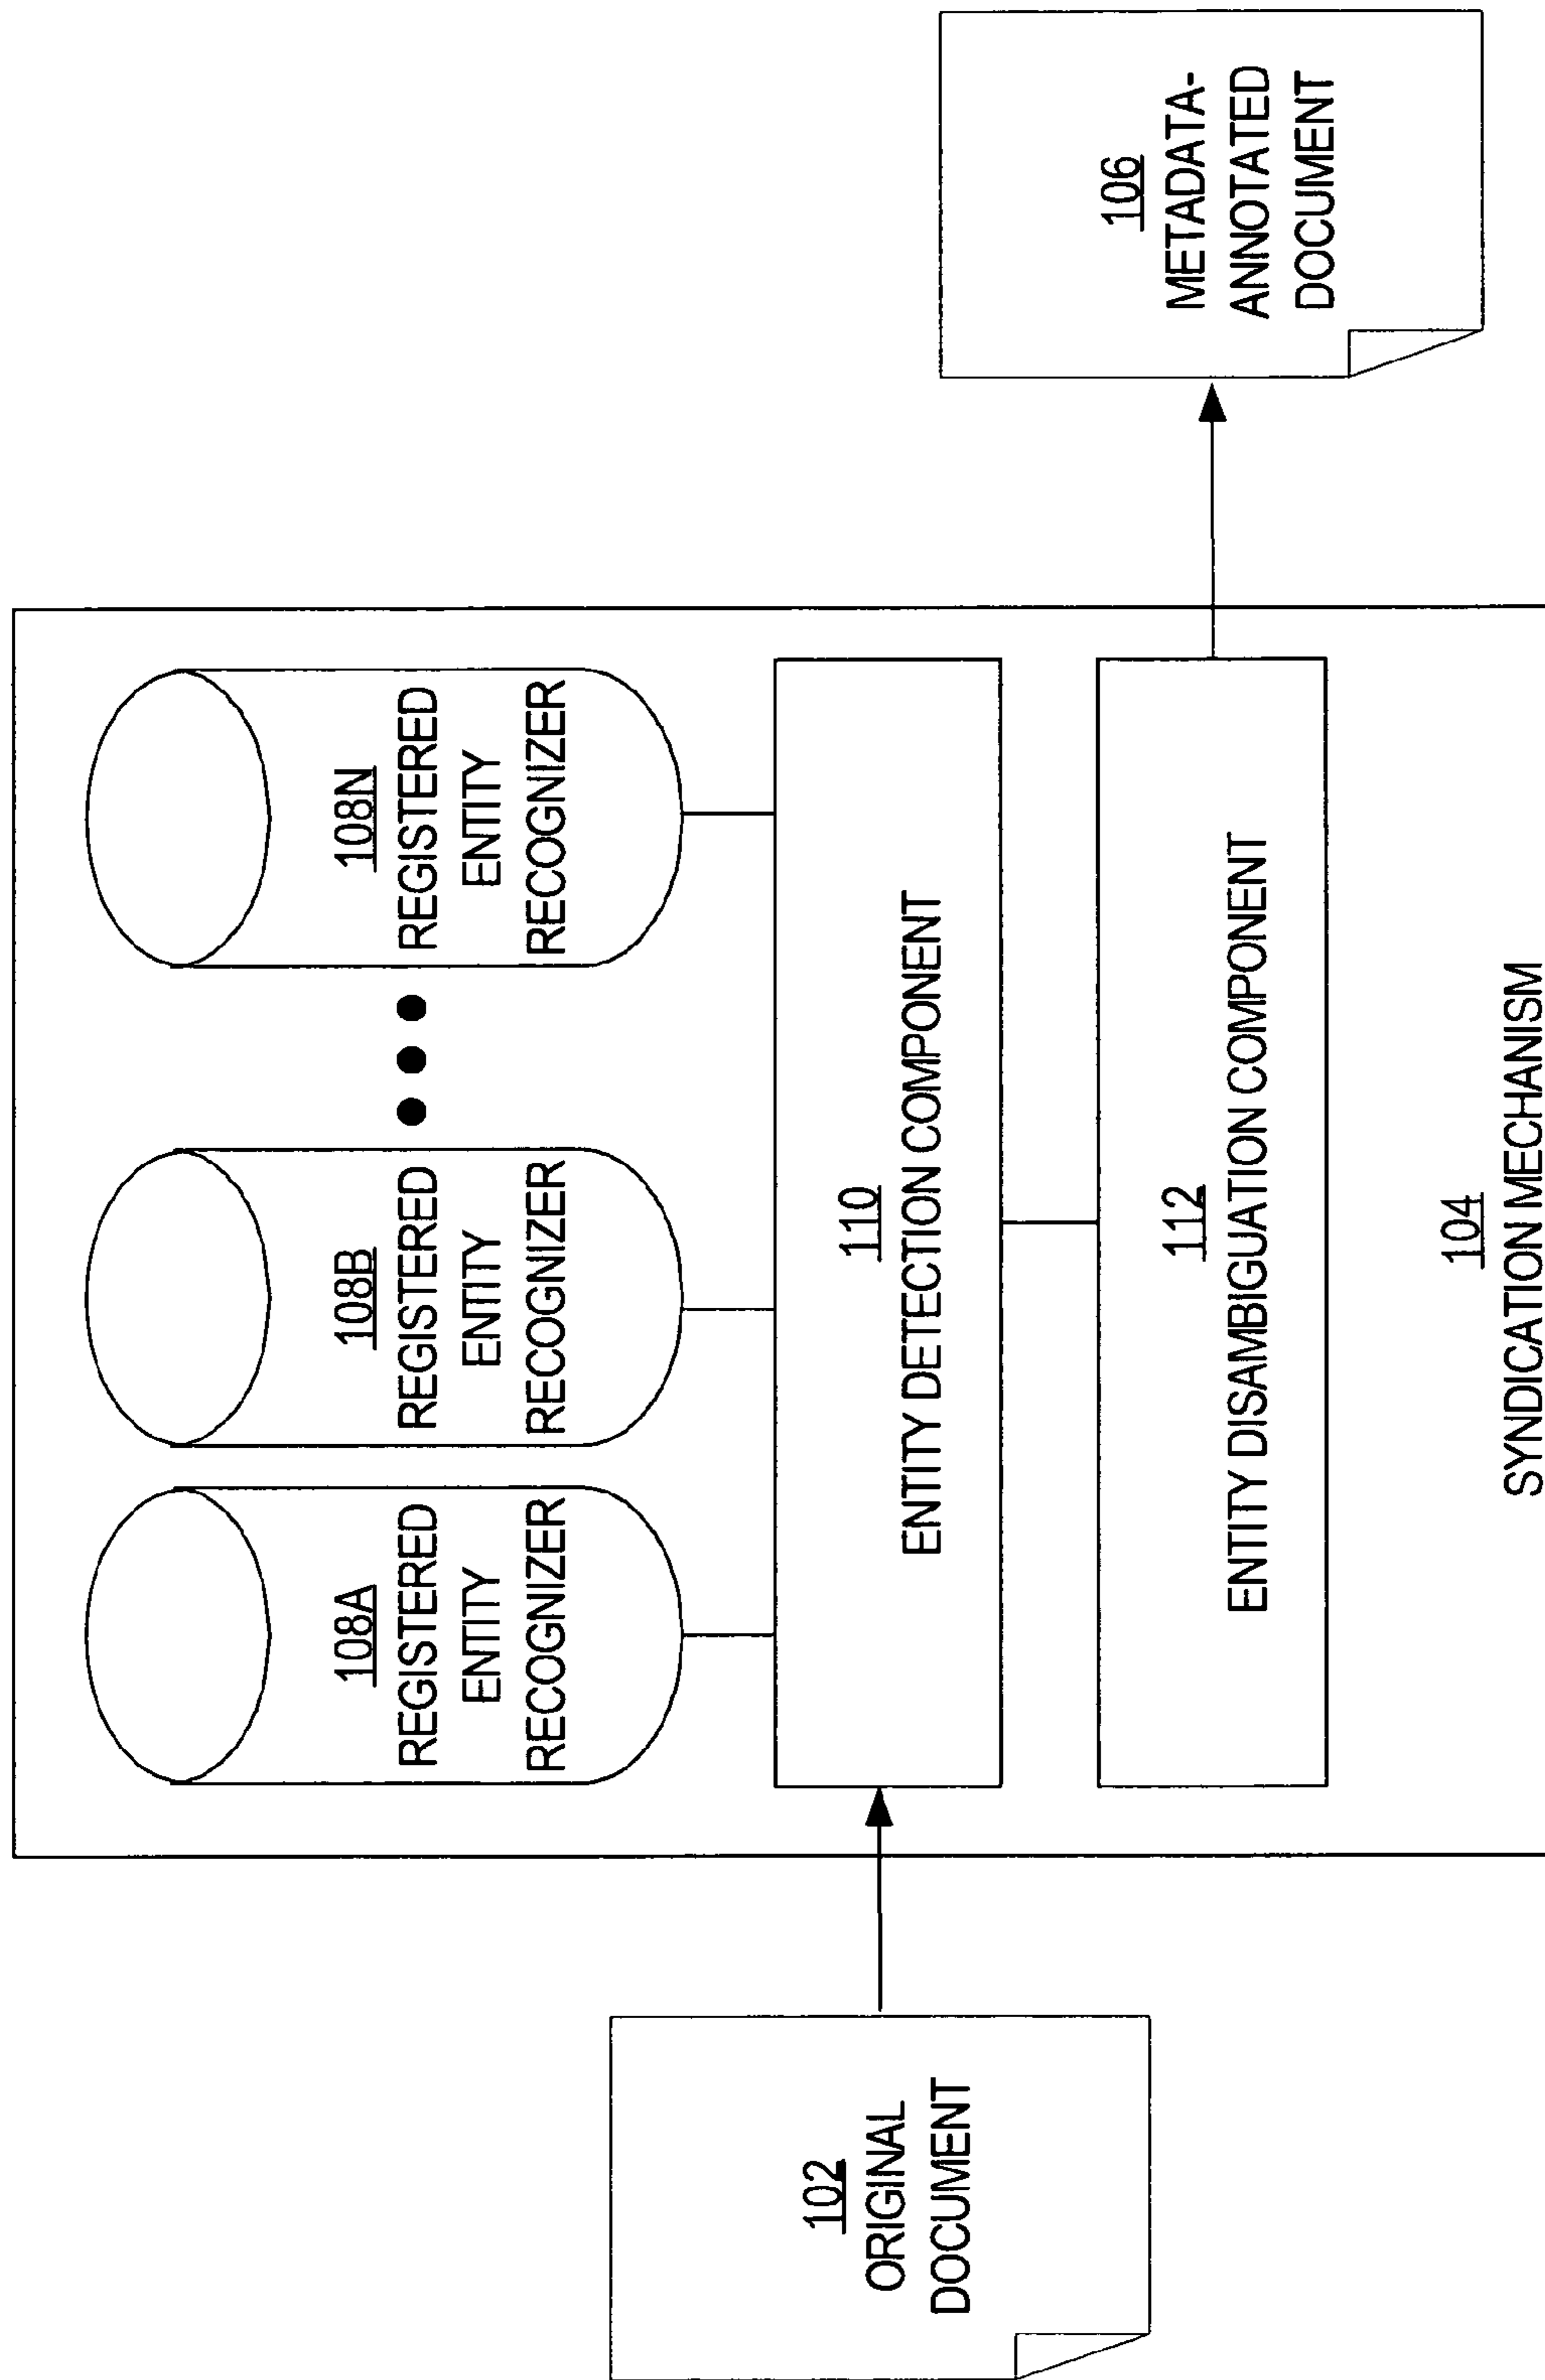 102
ORIGINAL
DOCUMENT
108A
REGISTERED
ENTITY
RECOGNIZER
108B
REGISTERED
ENTITY
RECOGNIZER
108N
REGISTERED
ENTITY
RECOGNIZER
110
ENTITY DETECTION COMPONENT
112
ENTITY DISAMBIGUATION COMPONENT
104
SYNDICATION MECHANISM
106
METADATA-
ANNOTATED
DOCUMENT